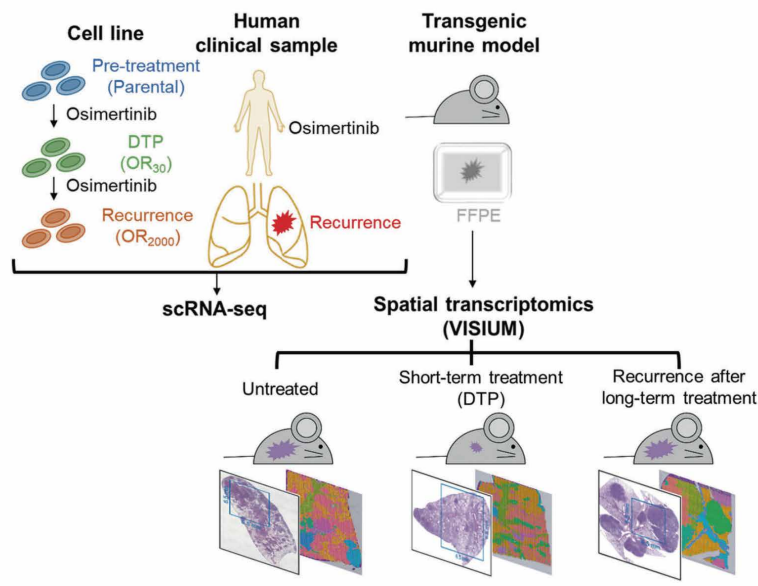 Cell line
Pre-treatment
(Parental)
Osimertinib
DTP
(OR30)
Osimertinib
Recurrence
(OR2000)
Human
clinical sample
Osimertinib
Recurrence
Transgenic
murine model
FFPE
scRNA-seq
Spatial transcriptomics
(VISIUM)
Untreated
Short-term treatment
(DTP)
Recurrence after
long-term treatment